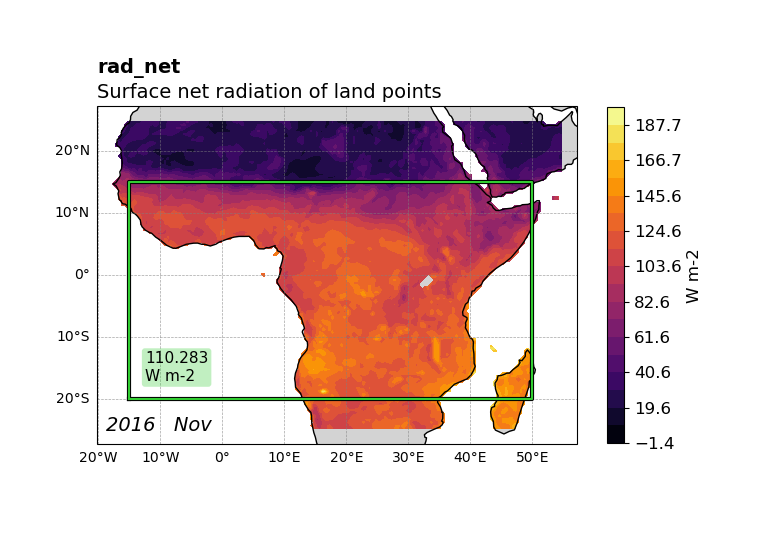 rad_net
Surface net radiation of land points
20°N
10°N
0°
10°S
20°S
20°W
10°W
0°
10°E
20°E
30°E
40°E
50°E
110.283
W m-2
2016 Nov
187.7
166.7
145.6
124.6
103.6
82.6
61.6
40.6
19.6
−1.4
W m-2